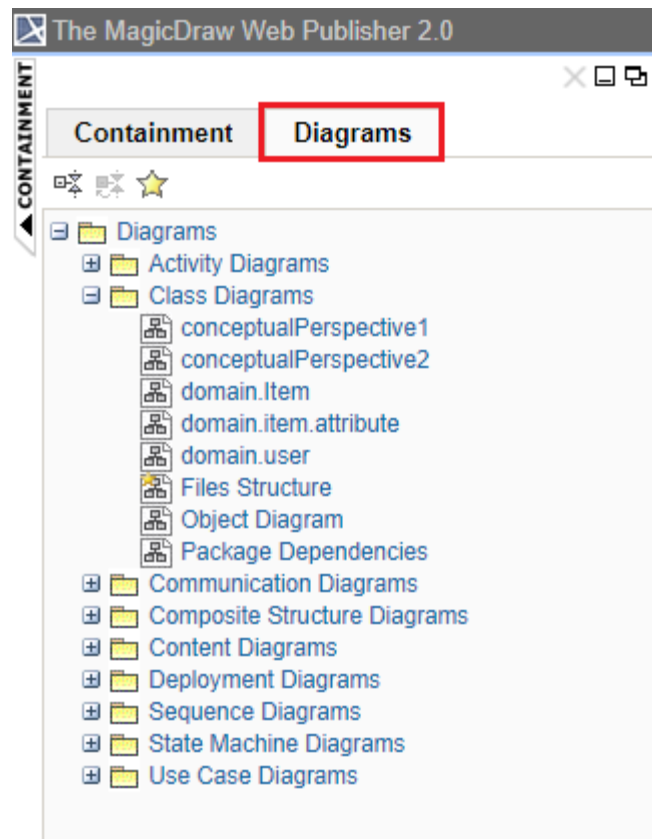 The MagicDraw Web Publisher 2.0
CONTAINMENT
Containment Diagrams
Diagrams
Activity Diagrams
Class Diagrams
conceptualPerspective1
conceptualPerspective2
domain.Item
domain.item.attribute
domain.user
Files Structure
Object Diagram
Package Dependencies
Communication Diagrams
Composite Structure Diagrams
Content Diagrams
Deployment Diagrams
Sequence Diagrams
State Machine Diagrams
Use Case Diagrams